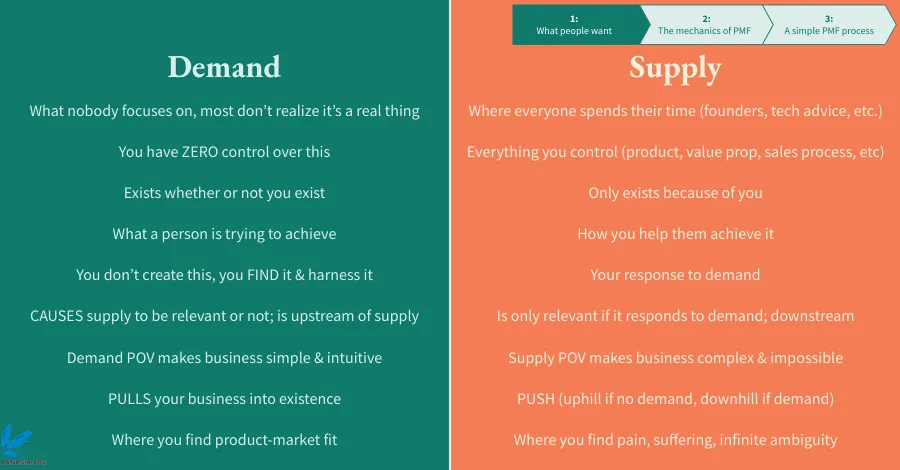 1:
What people want
2:
The mechanics of PMF
3:
A simple PMF process
Demand
What nobody focuses on, most don’t realize it’s a real thing
You have ZERO control over this
Exists whether or not you exist
What a person is trying to achieve
You don’t create this, you FIND it & harness it
CAUSES supply to be relevant or not; is upstream of supply
Demand POV makes business simple & intuitive
PULLS your business into existence
Where you find product-market fit
Supply
Where everyone spends their time (founders, tech advice, etc.)
Everything you control (product, value prop, sales process, etc)
Only exists because of you
How you help them achieve it
Your response to demand
Is only relevant if it responds to demand; downstream
Supply POV makes business complex & impossible
PUSH (uphill if no demand, downhill if demand)
Where you find pain, suffering, infinite ambiguity